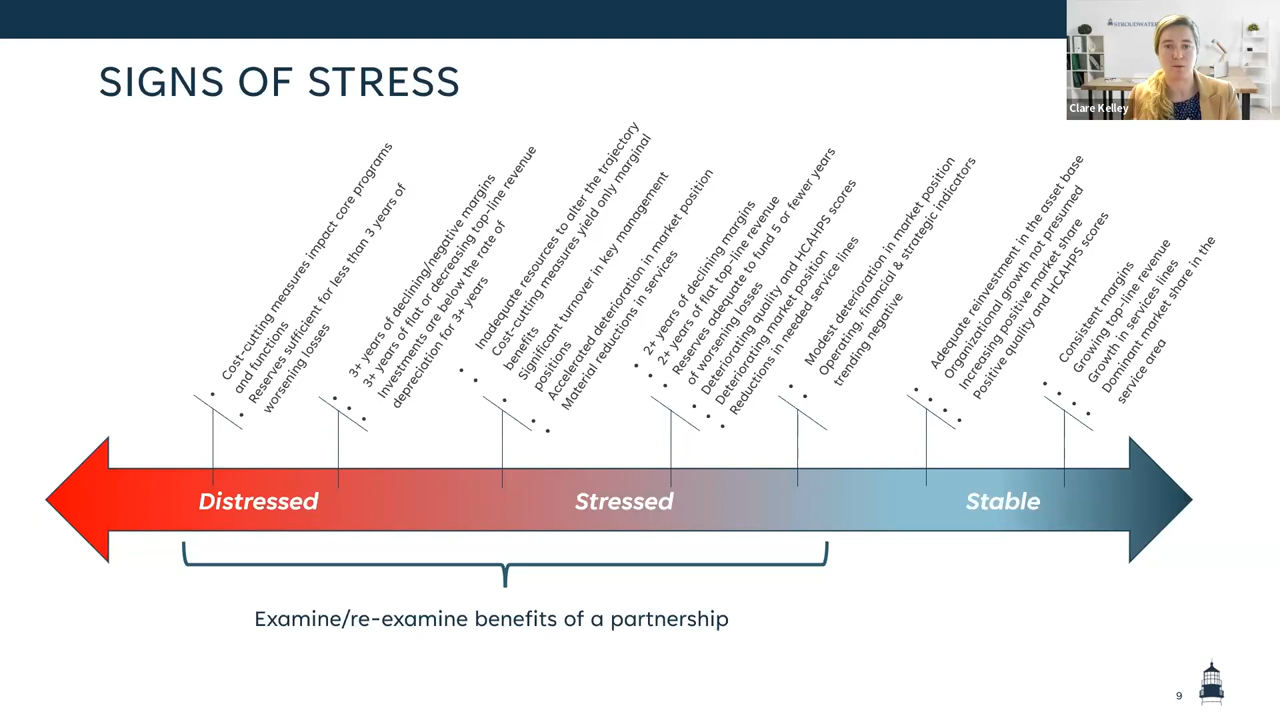 STROUDWATER
Clare Kelley
SIGNS OF STRESS
• Cost-cutting measures impact core programs
and functions
• Reserves sufficient for less than 3 years of
worsening losses
• 3+ years of declining/negative margins
• 3+ years of flat or decreasing top-line revenue
• Investments are below the rate of
depreciation for 3+ years
• Inadequate resources to alter the trajectory
• Cost-cutting measures yield only marginal
benefits
• Significant turnover in key management
positions
• Accelerated deterioration in market position
• Material reductions in services
• 2+ years of declining margins
• 2+ years of flat top-line revenue
• Reserves adequate to fund 5 or fewer years
of worsening losses
• Deteriorating quality and HCAHPS scores
• Deteriorating market position
• Reductions in needed service lines
• Modest deterioration in market position
• Operating, financial & strategic indicators
trending negative
• Adequate reinvestment in the asset base
• Organizational growth not presumed
• Increasing positive market share
• Positive quality and HCAHPS scores
• Consistent margins
• Growing top-line revenue
• Growth in services lines
• Dominant market share in the
service area
Distressed
Stressed
Stable
Examine/re-examine benefits of a partnership
9